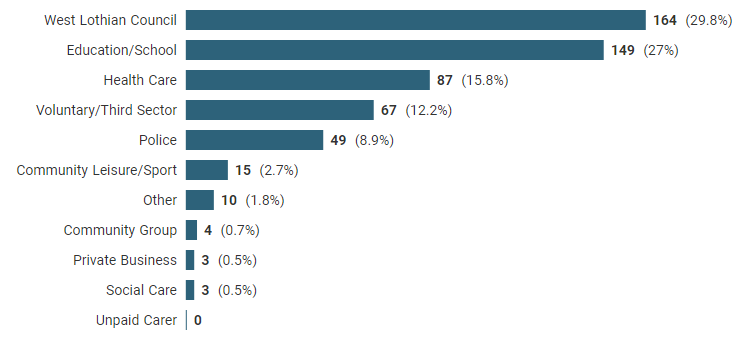 West Lothian Council 164 (29.8%)
Education/School 149 (27%)
Health Care 87 (15.8%)
Voluntary/Third Sector 67 (12.2%)
Police 49 (8.9%)
Community Leisure/Sport 15 (2.7%)
Other 10 (1.8%)
Community Group 4 (0.7%)
Private Business 3 (0.5%)
Social Care 3 (0.5%)
Unpaid Carer 0